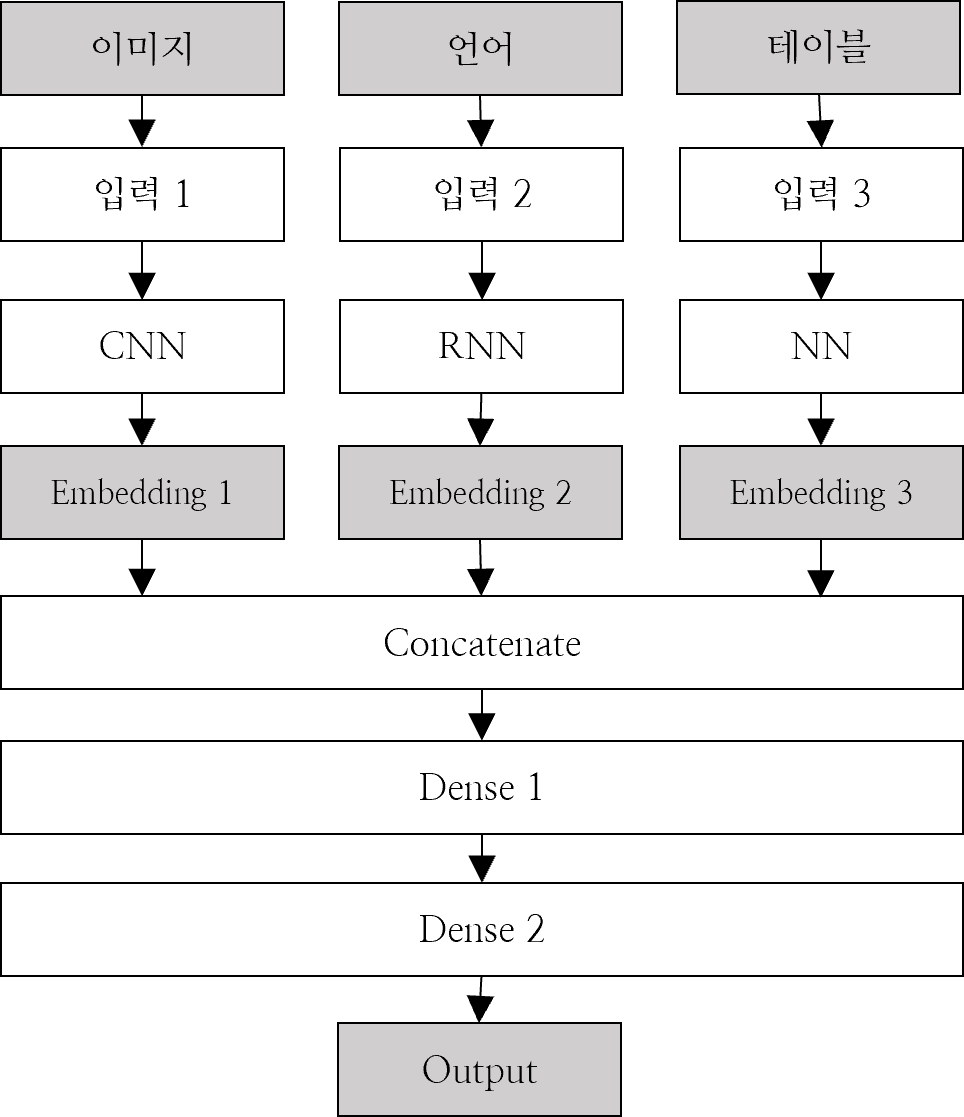 이미지
언어
테이블
입력 1
입력 2
입력 3
CNN
RNN
NN
Embedding 1
Embedding 2
Embedding 3
Concatenate
Dense 1
Dense 2
Output